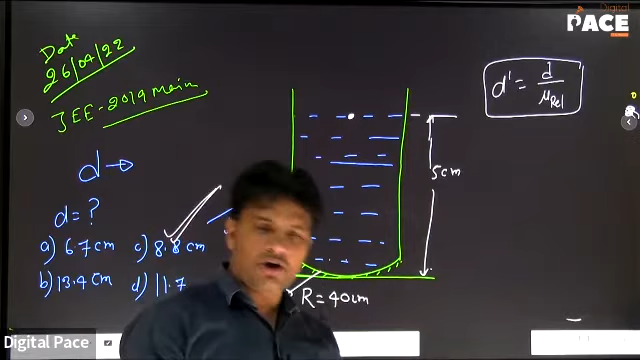 Digital
PACE
Date
26/04/22
JEE-2019 Main
d' = d/μRel
d →
5cm
d = ?
a) 6.7 cm c) 8.8 cm
b) 13.4 cm d) 11.7
R = 40cm
Digital Pace